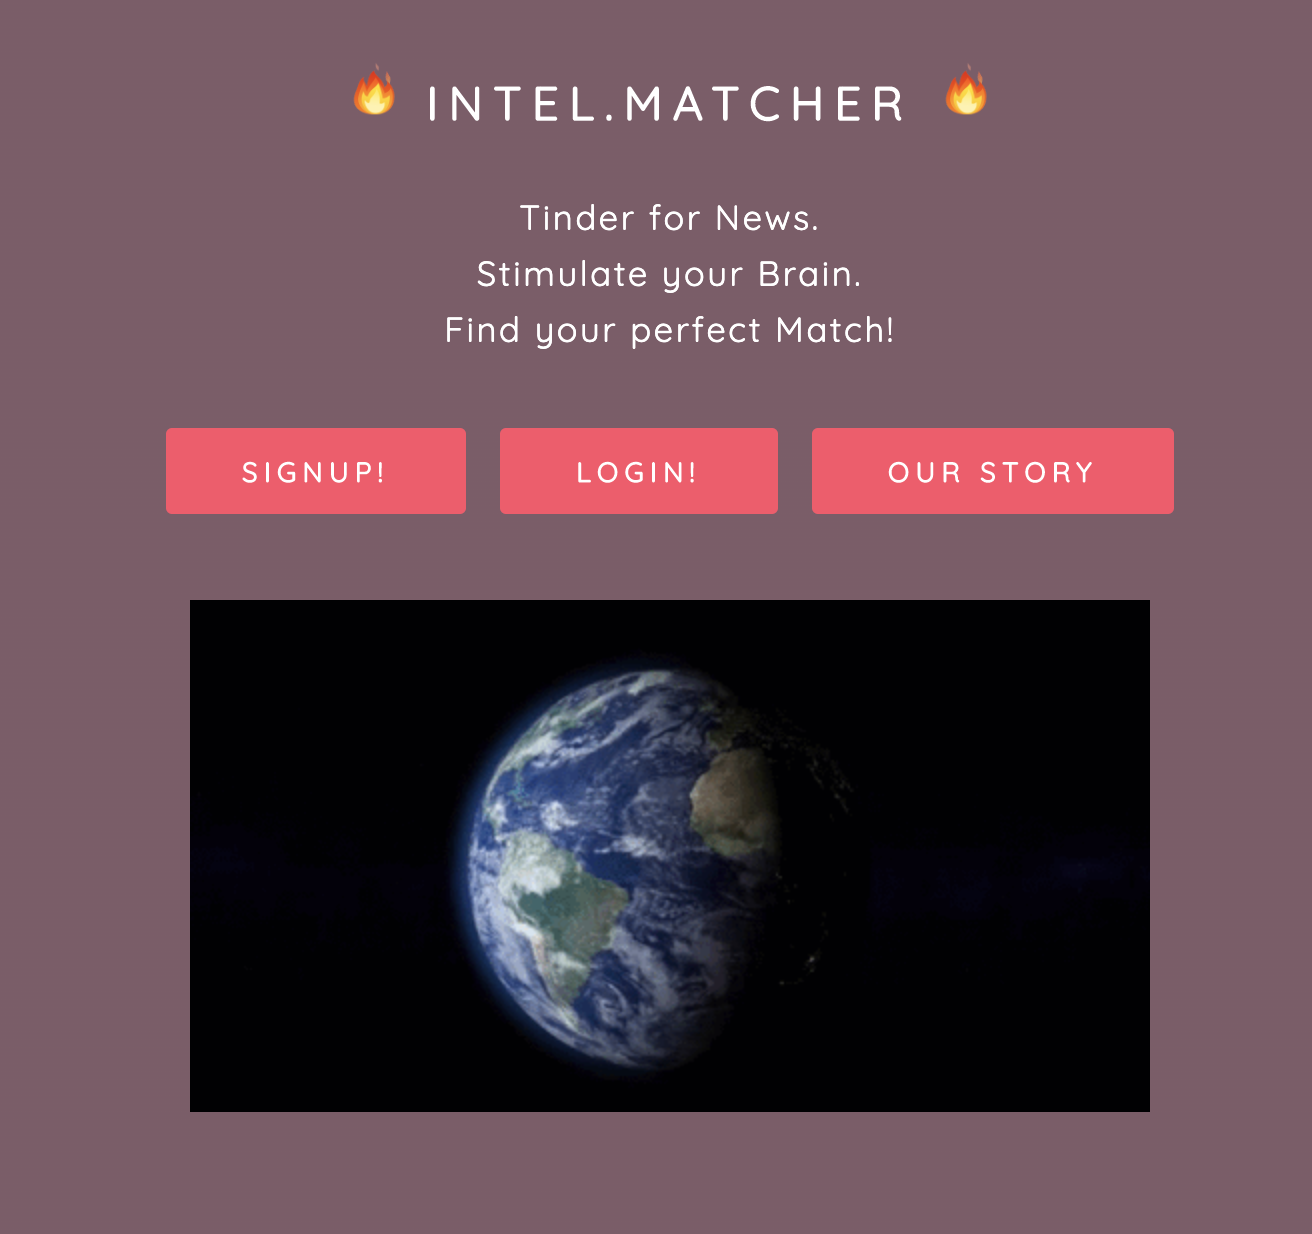 INTEL.MATCHER
Tinder for News.
Stimulate your Brain.
Find your perfect Match!
SIGNUP!
LOGIN!
OUR STORY